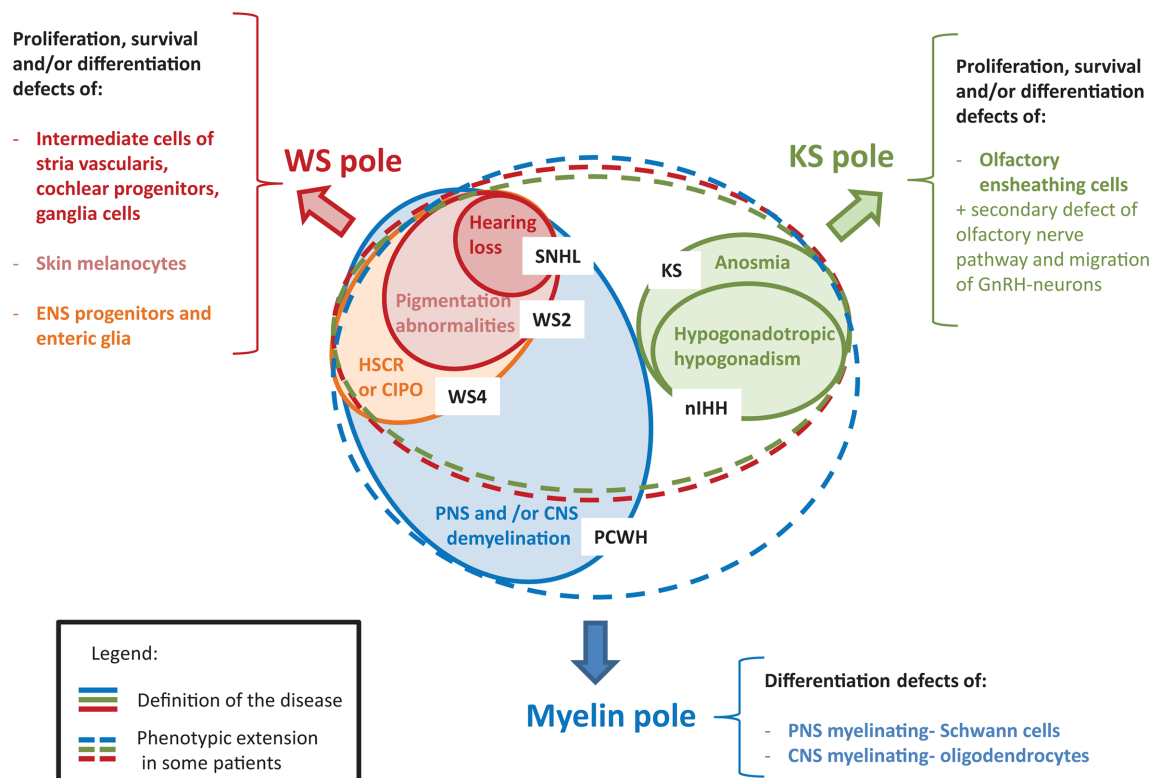 Proliferation, survival
and/or differentiation
defects of:
- Intermediate cells of
stria vascularis,
cochlear progenitors,
ganglia cells
- Skin melanocytes
- ENS progenitors and
enteric glia
WS pole
KS pole
Proliferation, survival
and/or differentiation
defects of:
- Olfactory
ensheathing cells
+ secondary defect of
olfactory nerve
pathway and migration
of GnRH-neurons
Hearing
loss
SNHL
Pigmentation
abnormalities
WS2
HSCR
or CIPO
WS4
KS
Anosmia
Hypogonadotropic
hypogonadism
nIHH
PNS and /or CNS
demyelination
PCWH
Legend:
Definition of the disease
Phenotypic extension
in some patients
Myelin pole
Differentiation defects of:
- PNS myelinating- Schwann cells
- CNS myelinating- oligodendrocytes